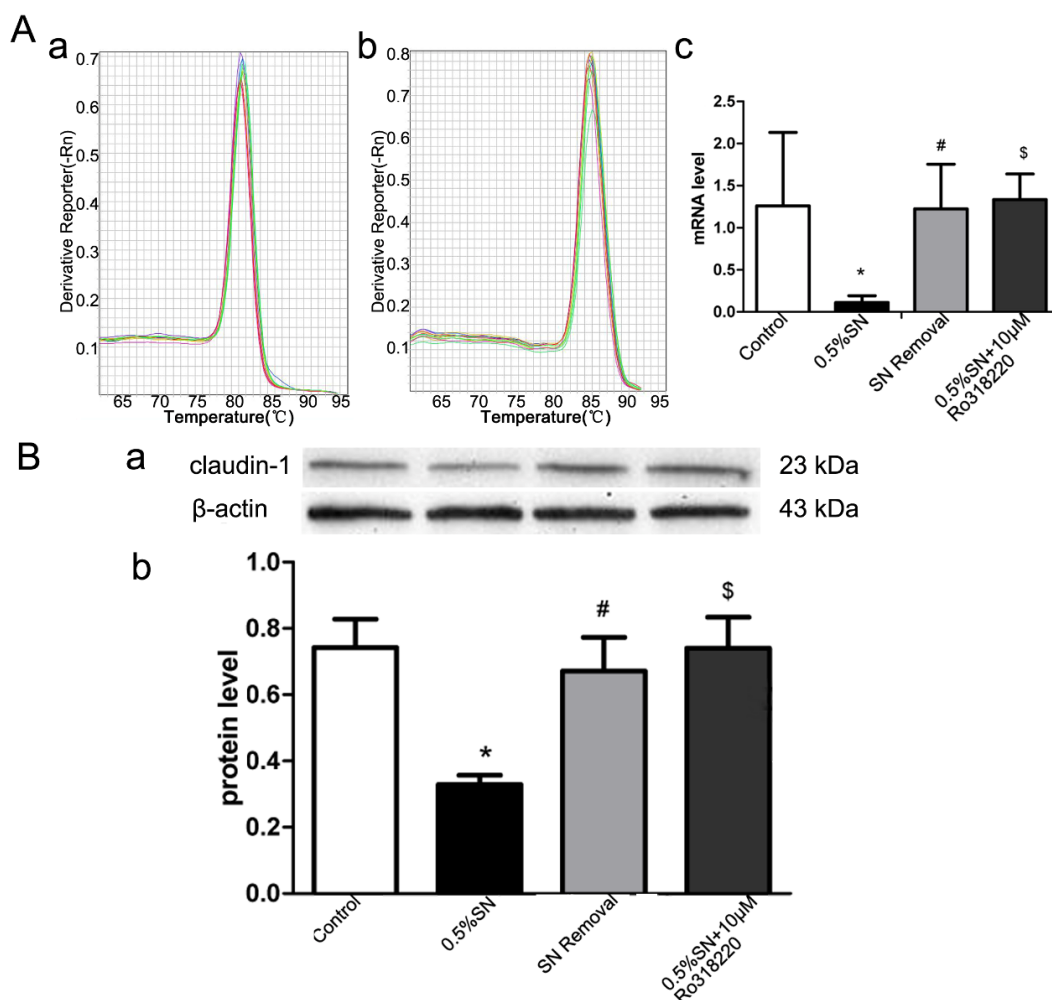 A
a
Derivative Reporter(-Rn)
0.7
0.6
0.5
0.4
0.3
0.2
0.1
65 70 75 80 85 90 95
Temperature(℃)
b
Derivative Reporter(-Rn)
0.8
0.7
0.6
0.5
0.4
0.3
0.2
0.1
65 70 75 80 85 90 95
Temperature(℃)
c
mRNA level
2.5
2.0
1.5
1.0
0.5
0.0
*
#
$
Control
0.5%SN
SN Removal
0.5%SN+10μM
Ro318220
B
a
claudin-1 23 kDa
β-actin 43 kDa
b
protein level
1.0
0.8
0.6
0.4
0.2
0.0
*
#
$
Control
0.5%SN
SN Removal
0.5%SN+10μM
Ro318220